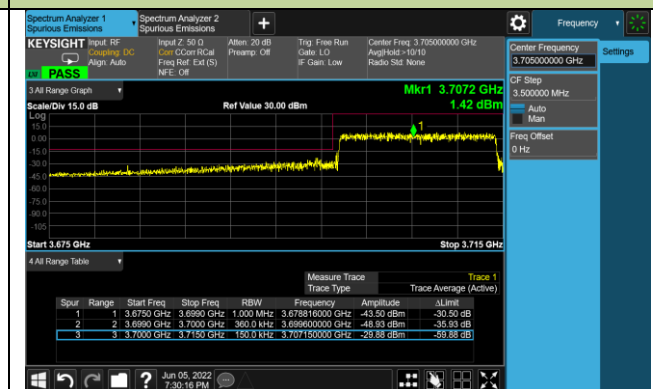 Spectrum Analyzer 1
Spurious Emissions
Spectrum Analyzer 2
Spurious Emissions
+
Frequency
KEYSIGHT
Input: RF
Coupling: DC
Align: Auto
Input Z: 50 Ω
Corr CCorr RCal
Freq Ref: Ext (S)
NFE: Off
Atten: 20 dB
Preamp: Off
Trig: Free Run
Gate: LO
IF Gain: Low
Center Freq: 3.705000000 GHz
Avg|Hold:>10/10
Radio Std: None
LW PASS
Center Frequency
3.705000000 GHz
Settings
CF Step
3.500000 MHz
Auto
Man
Freq Offset
0 Hz
3 All Range Graph
Mkr1 3.7072 GHz
Scale/Div 15.0 dB
Ref Value 30.00 dBm
1.42 dBm
Log
15.0
0.00
-15.0
-30.0
-45.0
-60.0
-75.0
-90.0
-105
1
Start 3.675 GHz
Stop 3.715 GHz
4 All Range Table
Measure Trace Trace 1
Trace Type Trace Average (Active)
Spur Range Start Freq Stop Freq RBW Frequency Amplitude ΔLimit
1 1 3.6750 GHz 3.6990 GHz 1.000 MHz 3.678816000 GHz -43.50 dBm -30.50 dB
2 2 3.6990 GHz 3.7000 GHz 360.0 kHz 3.699600000 GHz -48.93 dBm -35.93 dB
3 3 3.7000 GHz 3.7150 GHz 150.0 kHz 3.707150000 GHz -29.88 dBm -59.88 dB
?
Jun 05, 2022
7:30:16 PM